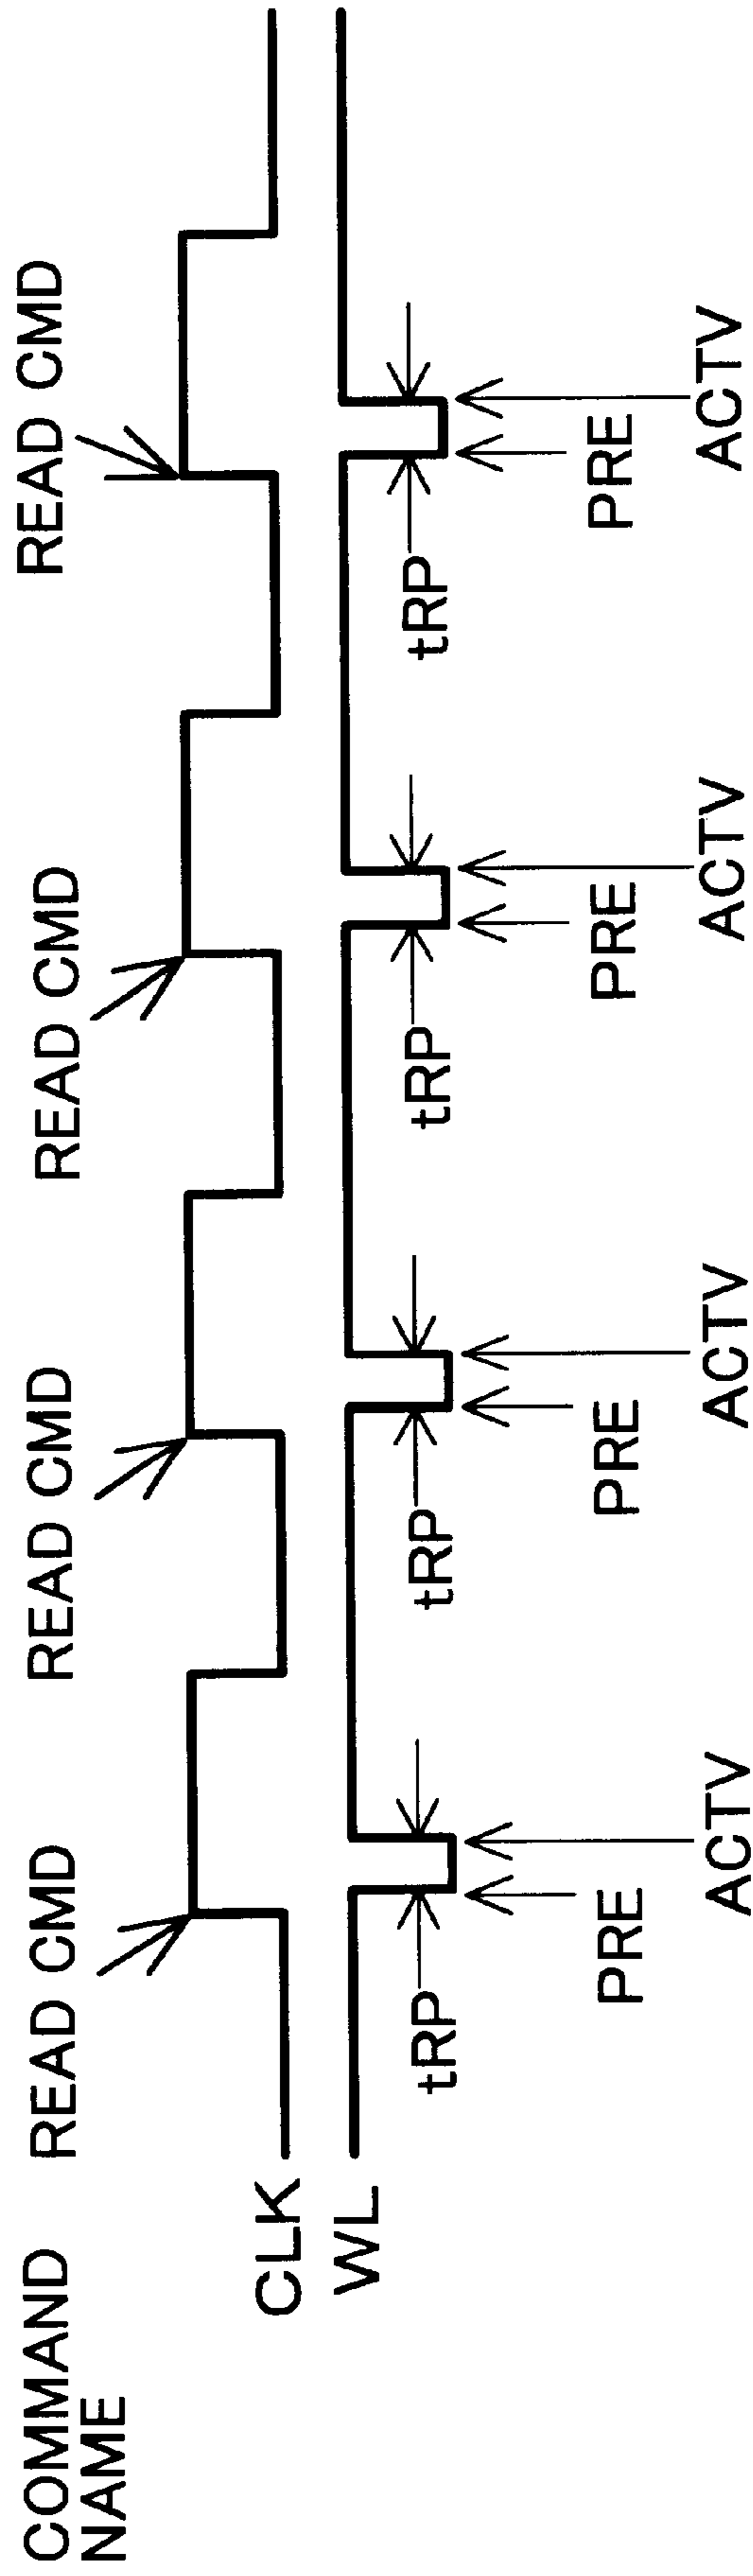 COMMAND
NAME
READ CMD
READ CMD
READ CMD
READ CMD
CLK
WL
tRP
tRP
tRP
tRP
PRE
PRE
PRE
PRE
ACTV
ACTV
ACTV
ACTV